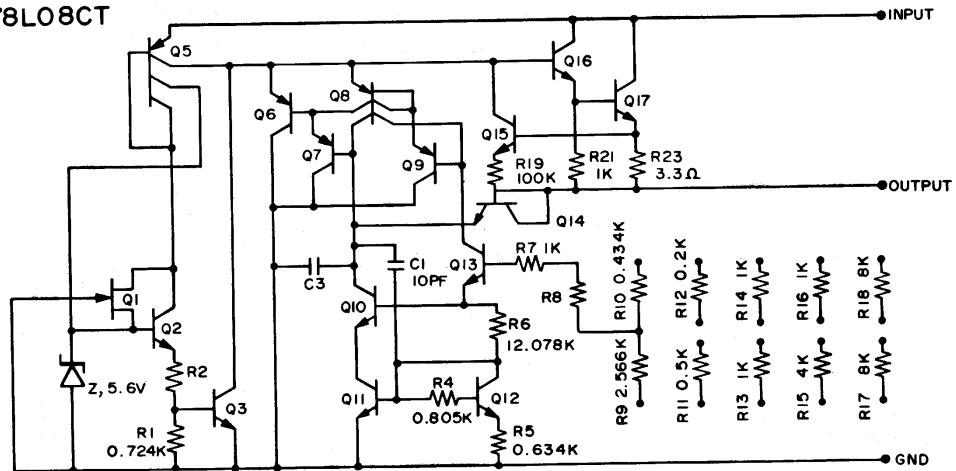 78L08CT
INPUT
Q5
Q16
Q17
Q6
Q8
Q7
Q9
Q15
R19
100K
R21
1K
R23
3.3Ω
OUTPUT
Q14
Q1
Q2
Z, 5.6V
R2
Q3
R1
0.724K
C3
C1
10PF
Q13
R7 1K
R8
Q10
R6
12.078K
Q11
R4
0.805K
Q12
R5
0.634K
R10 0.434K
R12 0.2K
R14 1K
R16 1K
R18 8K
R9 2.566K
R11 0.5K
R13 1K
R15 4K
R17 8K
GND